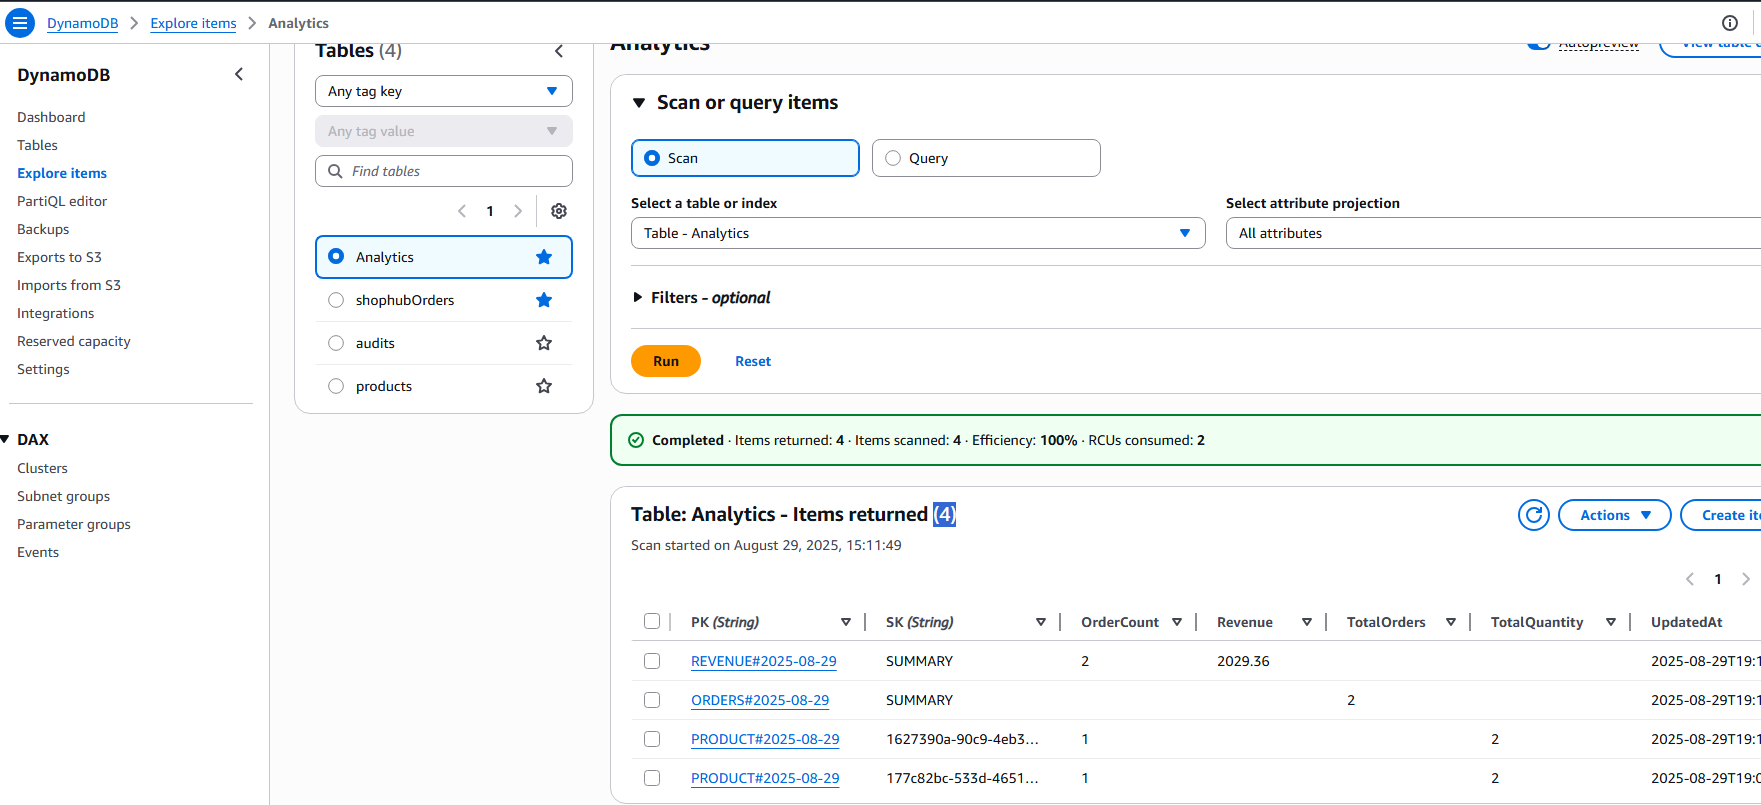 DynamoDB > Explore items > Analytics
DynamoDB
Dashboard
Tables
Explore items
PartiQL editor
Backups
Exports to S3
Imports from S3
Integrations
Reserved capacity
Settings
DAX
Clusters
Subnet groups
Parameter groups
Events
Tables (4)
Any tag key
Any tag value
Find tables
1
Analytics
shophubOrders
audits
products
Analytics
Autopreview
View table
Scan or query items
Scan
Query
Select a table or index
Table - Analytics
Select attribute projection
All attributes
Filters - optional
Run
Reset
Completed · Items returned: 4 · Items scanned: 4 · Efficiency: 100% · RCUs consumed: 2
Table: Analytics - Items returned (4)
Actions
Create
Scan started on August 29, 2025, 15:11:49
1
PK (String) SK (String) OrderCount Revenue TotalOrders TotalQuantity UpdatedAt
REVENUE#2025-08-29 SUMMARY 2 2029.36 2025-08-29T19:1
ORDERS#2025-08-29 SUMMARY 2 2025-08-29T19:1
PRODUCT#2025-08-29 1627390a-90c9-4eb3... 1 2 2025-08-29T19:1
PRODUCT#2025-08-29 177c82bc-533d-4651... 1 2 2025-08-29T19:0